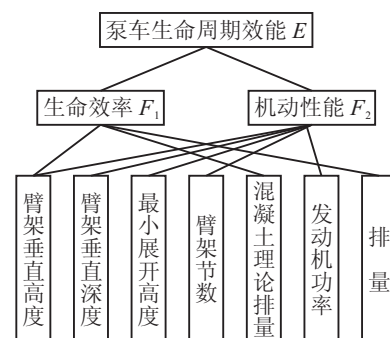 泵车生命周期效能 E
生命效率 F₁
机动性能 F₂
臂架垂直高度
臂架垂直深度
最小展开高度
臂架节数
混凝土理论排量
发动机功率
排量